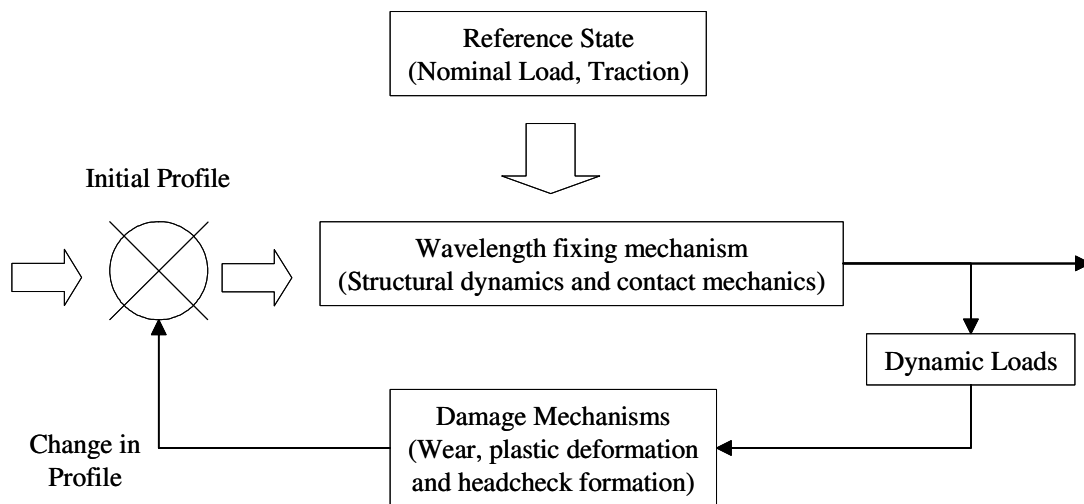 Reference State
(Nominal Load, Traction)
Initial Profile
Wavelength fixing mechanism
(Structural dynamics and contact mechanics)
Dynamic Loads
Damage Mechanisms
(Wear, plastic deformation
and headcheck formation)
Change in
Profile